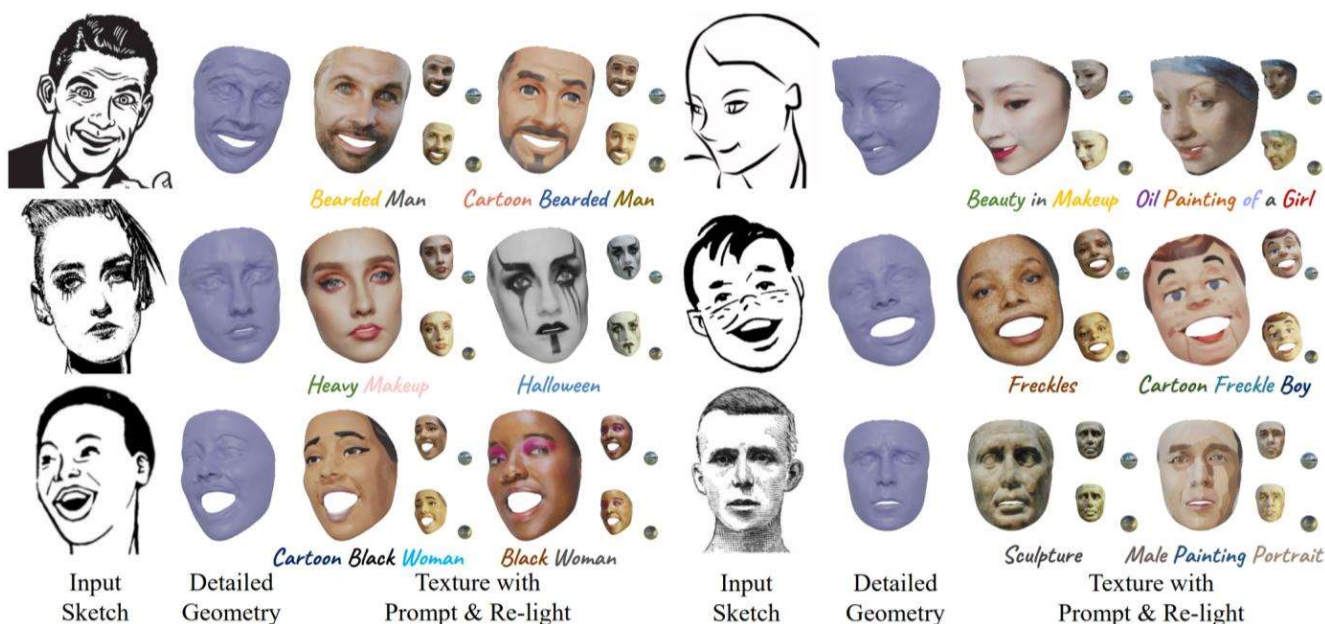 Bearded Man
Cartoon Bearded Man
Beauty in Makeup
Oil Painting of a Girl
Heavy Makeup
Halloween
Freckles
Cartoon Freckle Boy
Cartoon Black Woman
Black Woman
Sculpture
Male Painting Portrait
Input
Sketch
Detailed
Geometry
Texture with
Prompt & Re-light
Input
Sketch
Detailed
Geometry
Texture with
Prompt & Re-light